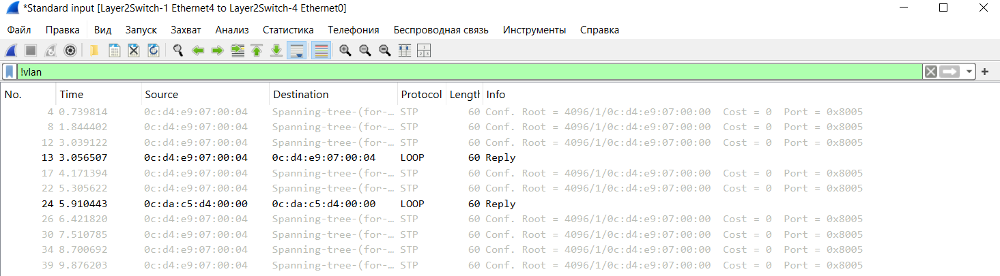 *Standard input [Layer2Switch-1 Ethernet4 to Layer2Switch-4 Ethernet0]
Файл Правка Вид Запуск Захват Анализ Статистика Телефония Беспроводная связь Инструменты Справка
!vlan
No. Time Source Destination Protocol Length Info
4 0.739814 0c:d4:e9:07:00:04 Spanning-tree-(for-… STP 60 Conf. Root = 4096/1/0c:d4:e9:07:00:00 Cost = 0 Port = 0x8005
8 1.844402 0c:d4:e9:07:00:04 Spanning-tree-(for-… STP 60 Conf. Root = 4096/1/0c:d4:e9:07:00:00 Cost = 0 Port = 0x8005
12 3.039122 0c:d4:e9:07:00:04 Spanning-tree-(for-… STP 60 Conf. Root = 4096/1/0c:d4:e9:07:00:00 Cost = 0 Port = 0x8005
13 3.056507 0c:d4:e9:07:00:04 0c:d4:e9:07:00:04 LOOP 60 Reply
17 4.171394 0c:d4:e9:07:00:04 Spanning-tree-(for-… STP 60 Conf. Root = 4096/1/0c:d4:e9:07:00:00 Cost = 0 Port = 0x8005
22 5.305622 0c:d4:e9:07:00:04 Spanning-tree-(for-… STP 60 Conf. Root = 4096/1/0c:d4:e9:07:00:00 Cost = 0 Port = 0x8005
24 5.910443 0c:da:c5:d4:00:00 0c:da:c5:d4:00:00 LOOP 60 Reply
26 6.421820 0c:d4:e9:07:00:04 Spanning-tree-(for-… STP 60 Conf. Root = 4096/1/0c:d4:e9:07:00:00 Cost = 0 Port = 0x8005
30 7.510785 0c:d4:e9:07:00:04 Spanning-tree-(for-… STP 60 Conf. Root = 4096/1/0c:d4:e9:07:00:00 Cost = 0 Port = 0x8005
34 8.700692 0c:d4:e9:07:00:04 Spanning-tree-(for-… STP 60 Conf. Root = 4096/1/0c:d4:e9:07:00:00 Cost = 0 Port = 0x8005
39 9.876203 0c:d4:e9:07:00:04 Spanning-tree-(for-… STP 60 Conf. Root = 4096/1/0c:d4:e9:07:00:00 Cost = 0 Port = 0x8005